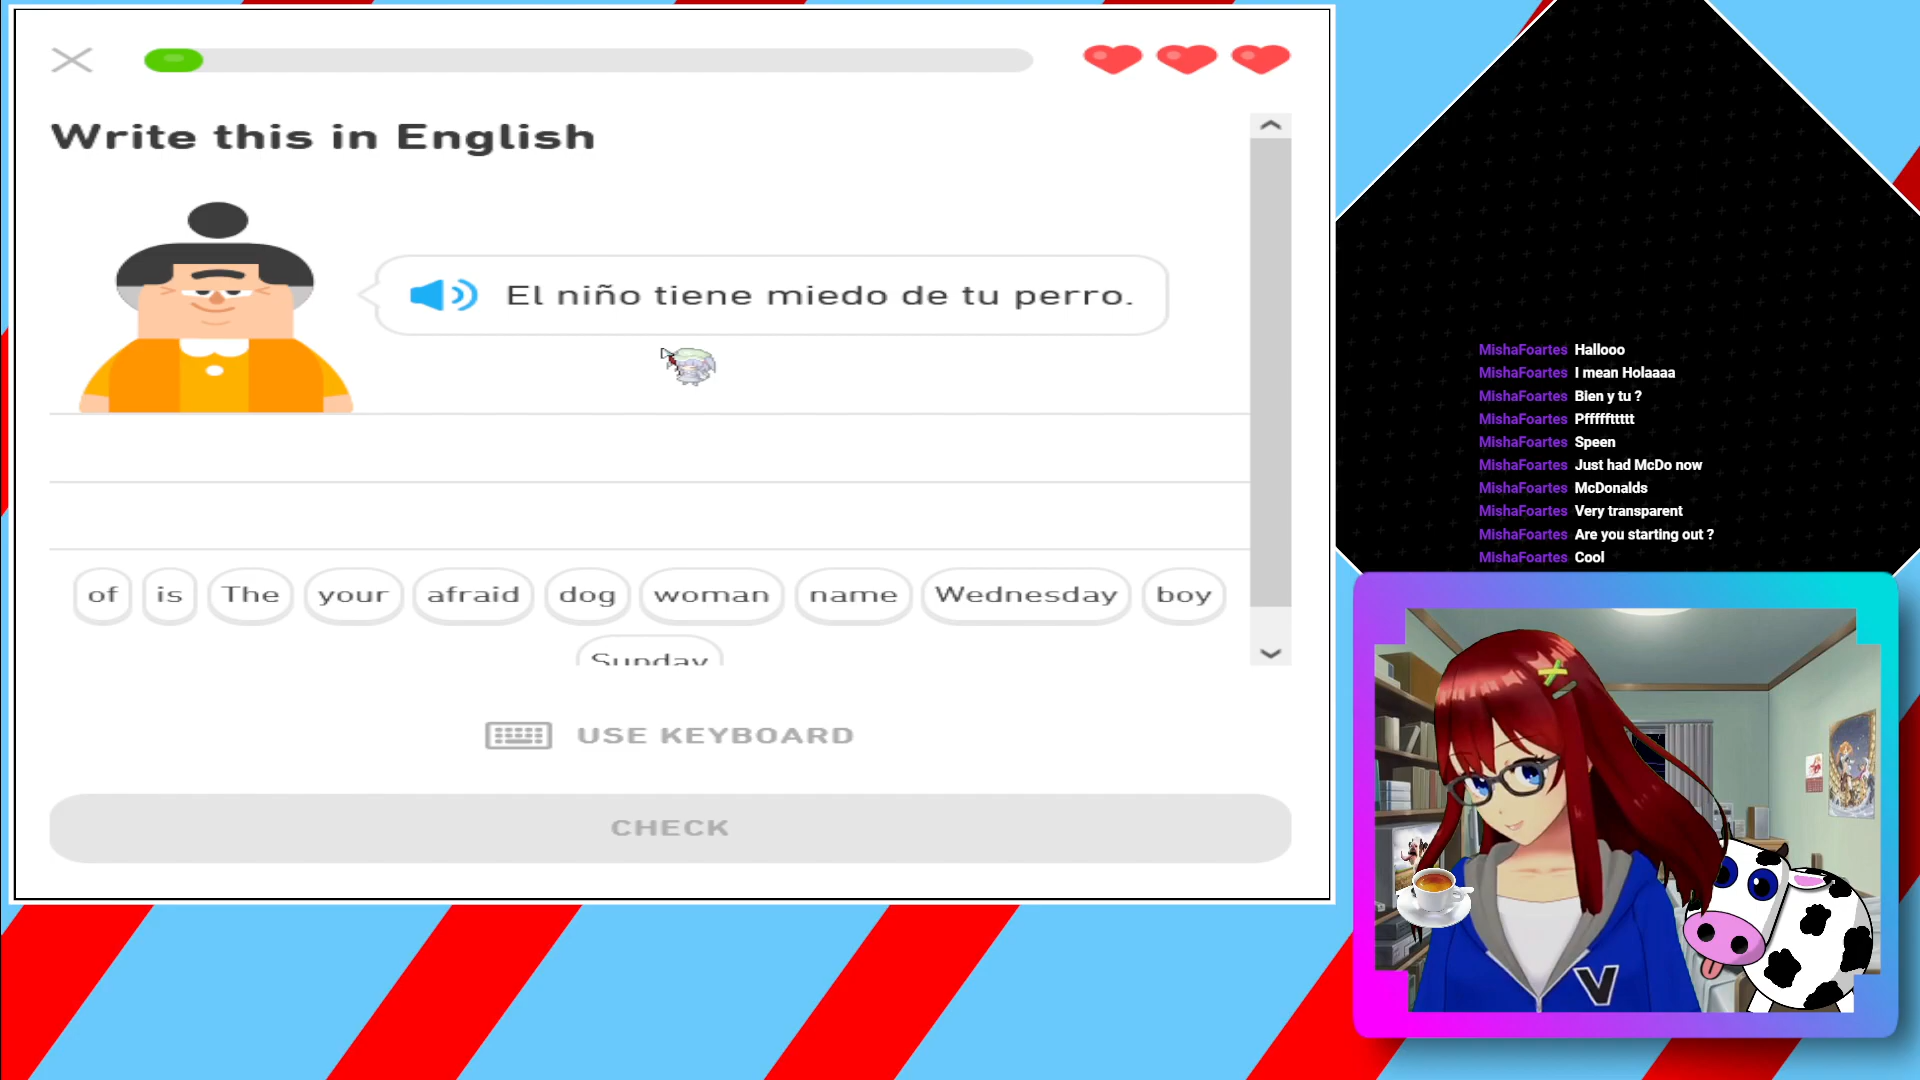 Write this in English
El niño tiene miedo de tu perro.
of is The your afraid dog woman name Wednesday boy
Sunday
USE KEYBOARD
CHECK
MishaFoartes Hallooo
MishaFoartes I mean Holaaaa
MishaFoartes Bien y tu ?
MishaFoartes Pffffftttt
MishaFoartes Speen
MishaFoartes Just had McDo now
MishaFoartes McDonalds
MishaFoartes Very transparent
MishaFoartes Are you starting out ?
MishaFoartes Cool
V